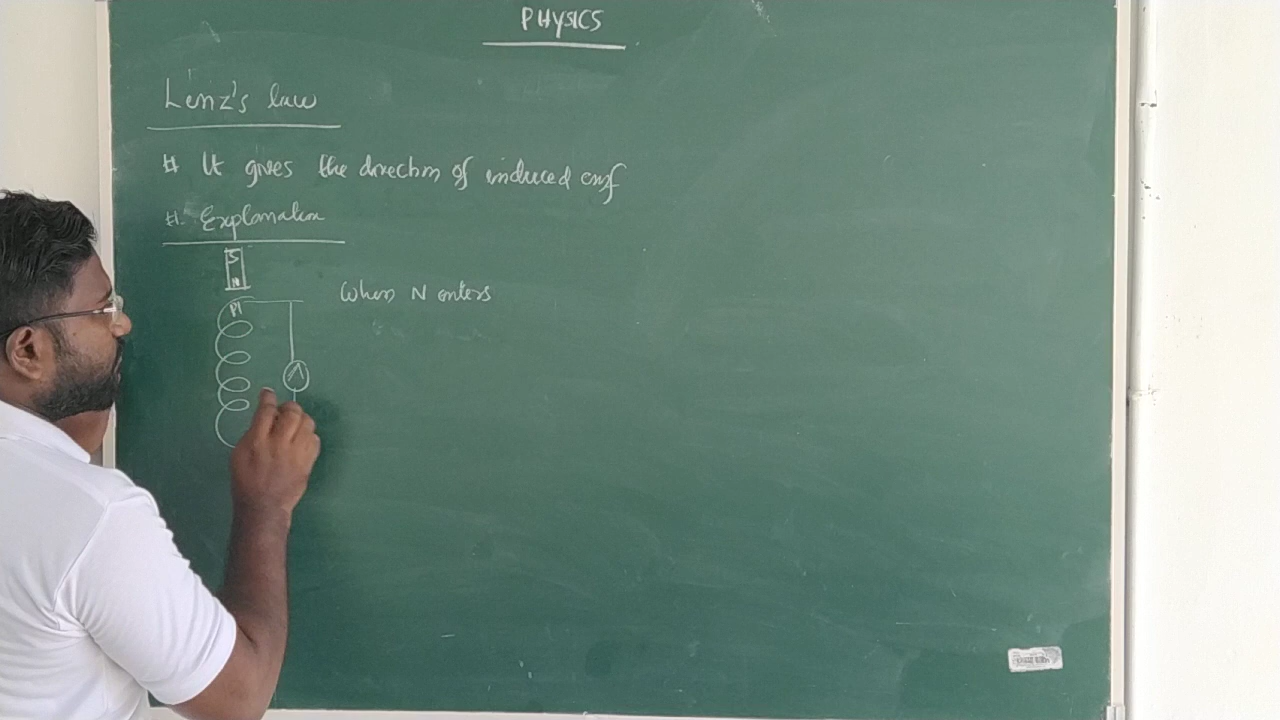 PHYSICS
Lenz's law
# It gives the direction of induced emf
# Explanation
S
N
When N enters